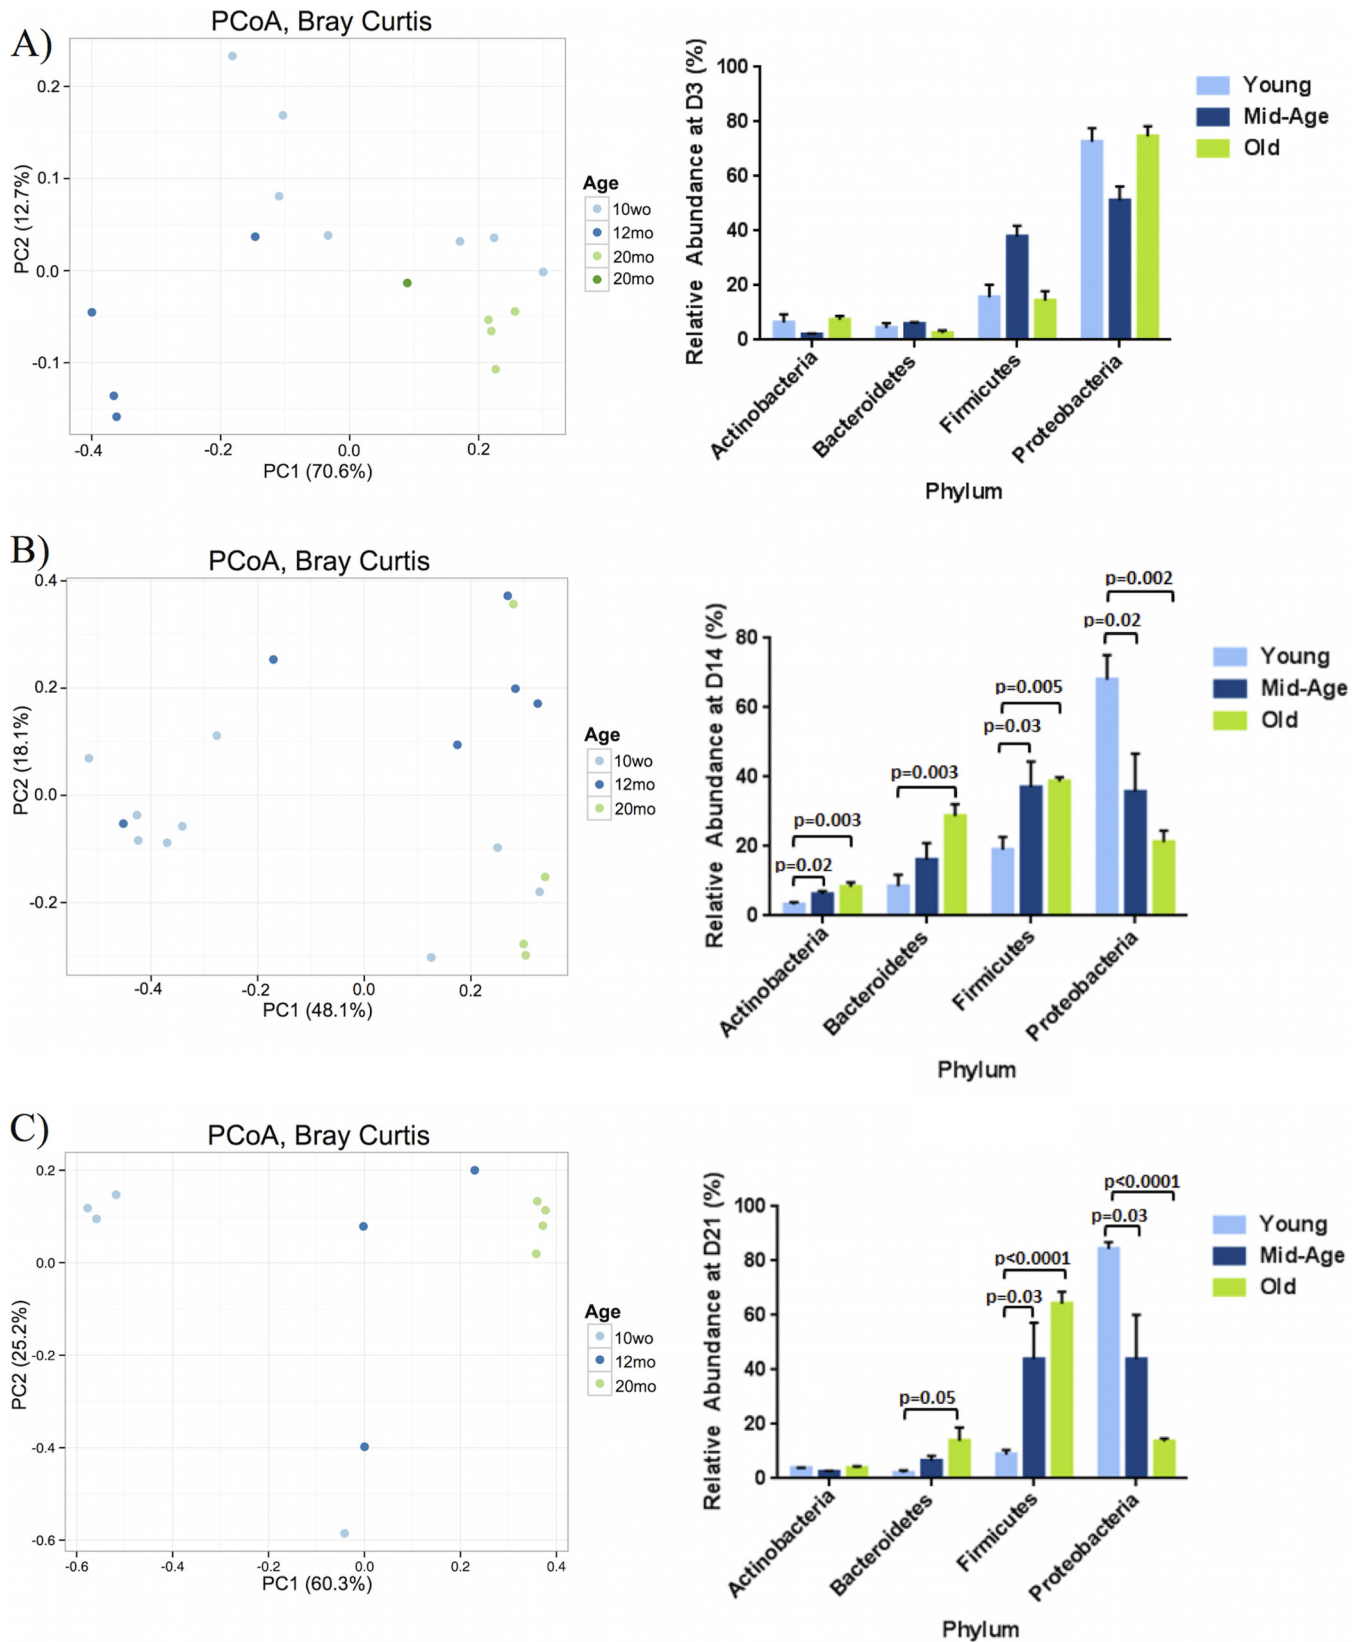 A)
PCoA, Bray Curtis
0.2
0.1
0.0
-0.1
PC2 (12.7%)
-0.4
-0.2
0.0
0.2
PC1 (70.6%)
Age
10wo
12mo
20mo
20mo
Relative Abundance at D3 (%)
100
80
60
40
20
0
Actinobacteria
Bacteroidetes
Firmicutes
Proteobacteria
Phylum
Young
Mid-Age
Old
B)
PCoA, Bray Curtis
0.4
0.2
0.0
-0.2
PC2 (18.1%)
-0.4
-0.2
0.0
0.2
PC1 (48.1%)
Age
10wo
12mo
20mo
Relative Abundance at D14 (%)
80
60
40
20
0
p=0.02
p=0.003
p=0.003
p=0.03
p=0.005
p=0.02
p=0.002
Actinobacteria
Bacteroidetes
Firmicutes
Proteobacteria
Phylum
Young
Mid-Age
Old
C)
PCoA, Bray Curtis
0.2
0.0
-0.2
-0.4
-0.6
PC2 (25.2%)
-0.6
-0.4
-0.2
0.0
0.2
0.4
PC1 (60.3%)
Age
10wo
12mo
20mo
Relative Abundance at D21 (%)
100
80
60
40
20
0
p=0.05
p=0.03
p<0.0001
p=0.03
p<0.0001
Actinobacteria
Bacteroidetes
Firmicutes
Proteobacteria
Phylum
Young
Mid-Age
Old